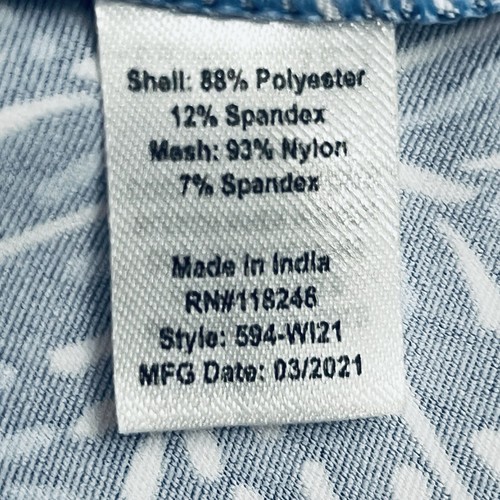 Shell: 88% Polyester
12% Spandex
Mesh: 93% Nylon
7% Spandex
Made in India
RN#118246
Style: 594-WI21
MFG Date: 03/2021